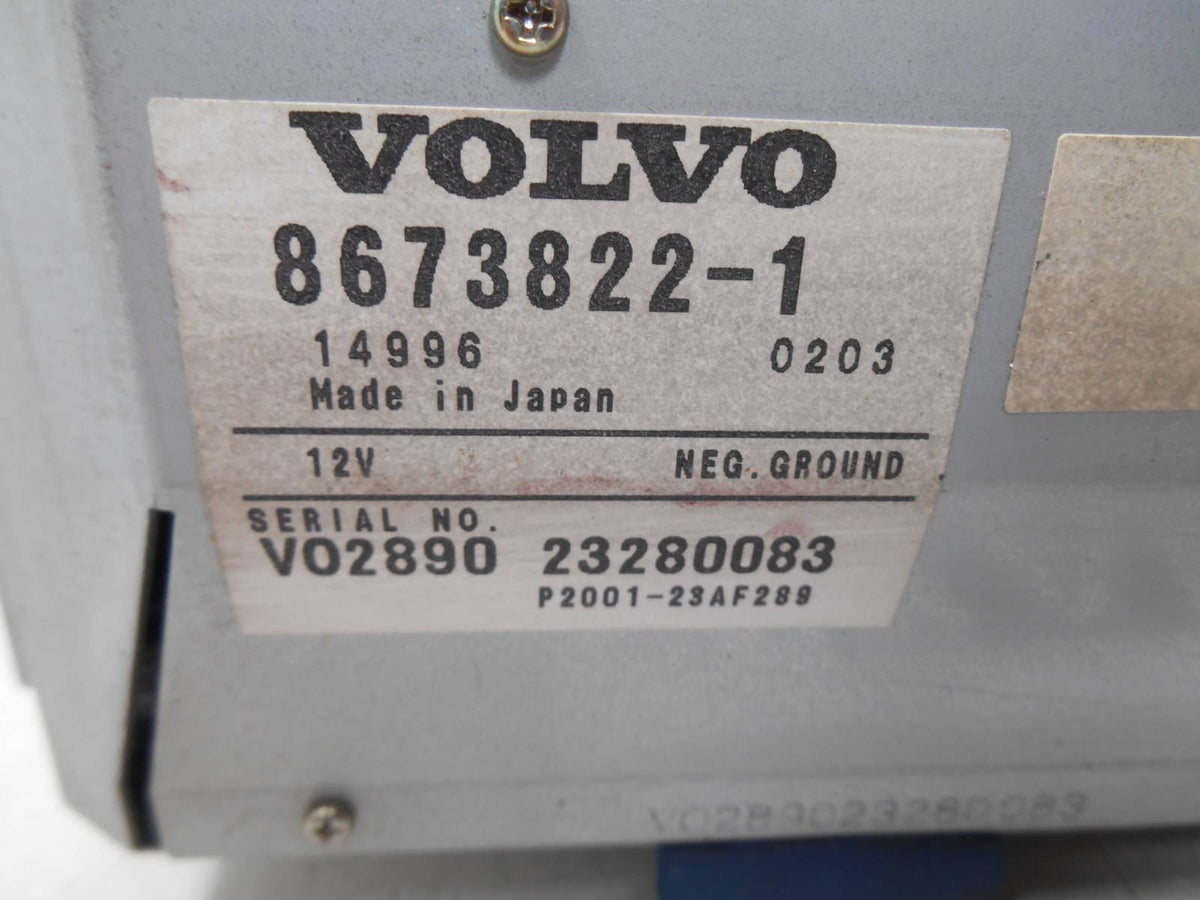 VOLVO
8673822-1
14996 0203
Made in Japan
12V NEG.GROUND
SERIAL NO.
VO2890 23280083
P2001-23AF289
VO289023280083